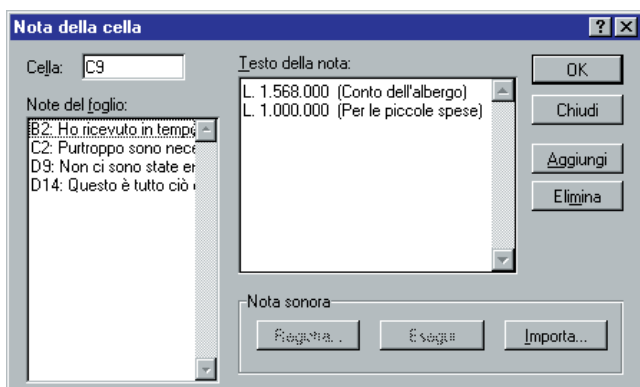 Nota della cella
Cella: C9
Note del foglio:
B2: Ho ricevuto in tempo
C2: Purtroppo sono nece
D9: Non ci sono state er
D14: Questo è tutto ciò
Testo della nota:
L. 1.568.000 (Conto dell'albergo)
L. 1.000.000 (Per le piccole spese)
OK
Chiudi
Aggiungi
Elimina
Nota sonora
Registra...
Esegui
Importa...